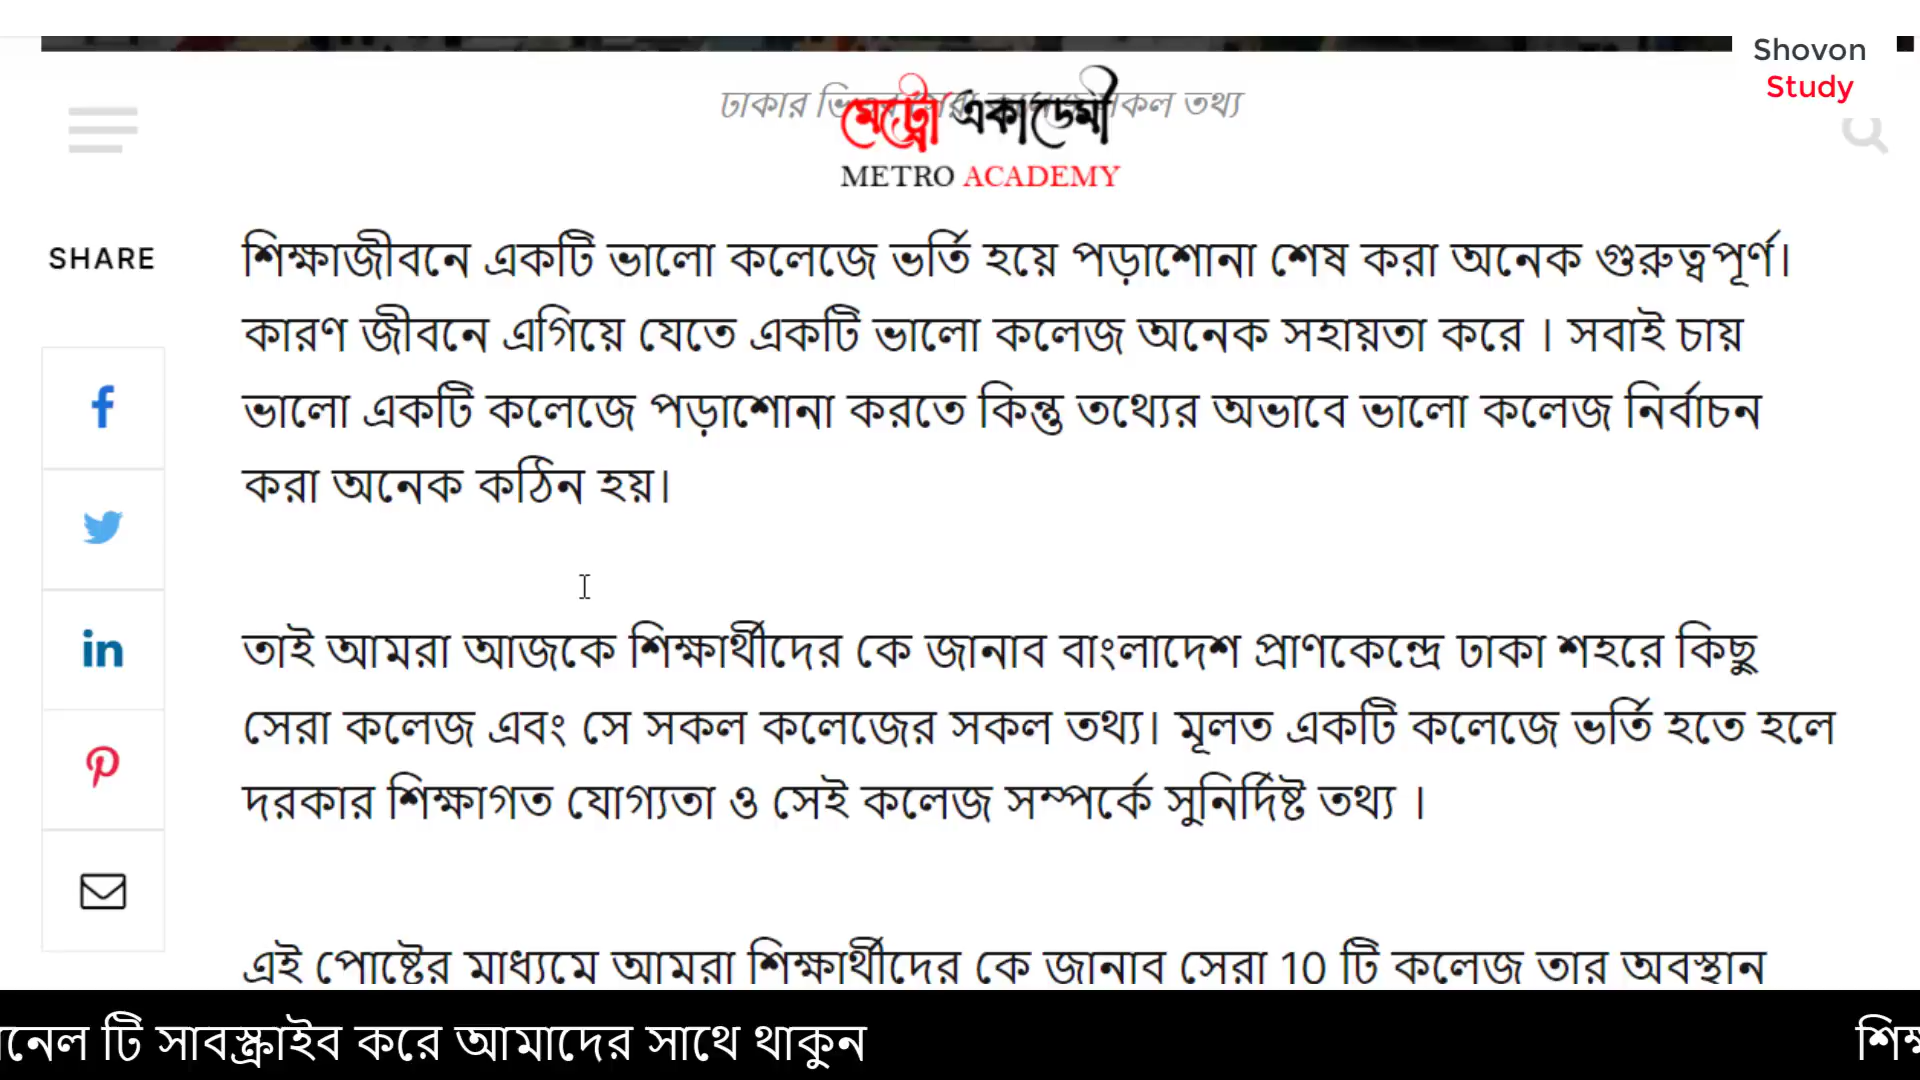 Shovon
Study
ঢাকার
কল তথ্য
মেট্রো একাডেমী
METRO ACADEMY
SHARE
শিক্ষাজীবনে একটি ভালো কলেজে ভর্তি হয়ে পড়াশোনা শেষ করা অনেক গুরুত্বপূর্ণ।
কারণ জীবনে এগিয়ে যেতে একটি ভালো কলেজ অনেক সহায়তা করে । সবাই চায়
ভালো একটি কলেজে পড়াশোনা করতে কিন্তু তথ্যের অভাবে ভালো কলেজ নির্বাচন
করা অনেক কঠিন হয়।
তাই আমরা আজকে শিক্ষার্থীদের কে জানাব বাংলাদেশ প্রাণকেন্দ্রে ঢাকা শহরে কিছু
সেরা কলেজ এবং সে সকল কলেজের সকল তথ্য। মূলত একটি কলেজে ভর্তি হতে হলে
দরকার শিক্ষাগত যোগ্যতা ও সেই কলেজ সম্পর্কে সুনির্দিষ্ট তথ্য ।
এই পোষ্টের মাধ্যমে আমরা শিক্ষার্থীদের কে জানাব সেরা 10 টি কলেজ তার অবস্থান
নেল টি সাবস্ক্রাইব করে আমাদের সাথে থাকুন